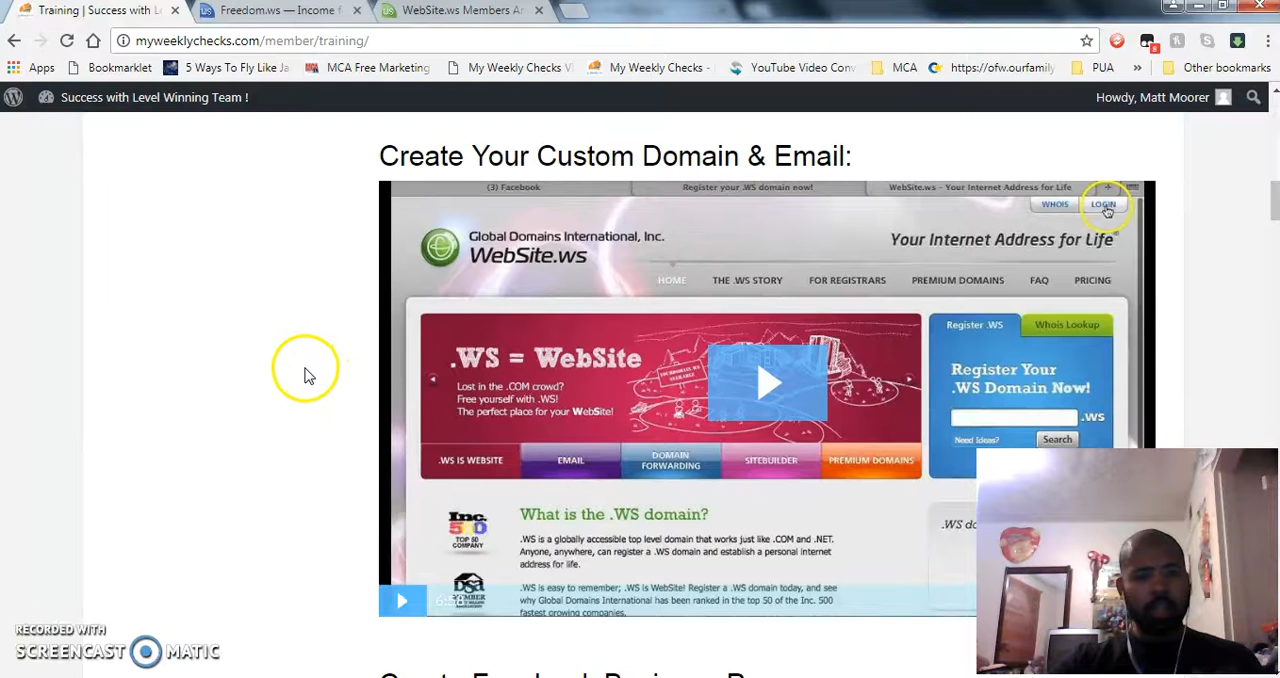 Training | Success with Le
Freedom.ws — Income f
WebSite.ws Members Ar
myweeklychecks.com/member/training/
8
Apps
Bookmarklet
5 Ways To Fly Like Ja
MCA Free Marketing
My Weekly Checks V
My Weekly Checks -
YouTube Video Conv
MCA
https://ofw.ourfamily
PUA
»
Other bookmarks
Success with Level Winning Team !
Howdy, Matt Moorer
Create Your Custom Domain & Email:
(3) Facebook
Register your .WS domain now!
WebSite.ws - Your Internet Address for Life
WHOIS
LOGIN
Global Domains International, Inc.
WebSite.ws
Your Internet Address for Life
HOME
THE .WS STORY
FOR REGISTRARS
PREMIUM DOMAINS
FAQ
PRICING
.WS = WebSite
Lost in the .COM crowd?
Free yourself with .WS!
The perfect place for your WebSite!
Register .WS
Whois Lookup
Register Your
.WS Domain Now!
.ws
Need Ideas?
Search
.WS IS WEBSITE
EMAIL
DOMAIN
FORWARDING
SITEBUILDER
PREMIUM DOMAINS
Inc.
500
TOP 50
COMPANY
What is the .WS domain?
.WS is a globally accessible top level domain that works just like .COM and .NET.
Anyone, anywhere, can register a .WS domain and establish a personal internet
address for life.
.WS do
DSA
MEMBER
.WS is easy to remember; .WS is WebSite! Register a .WS domain today, and see
why Global Domains International has been ranked in the top 50 of the Inc. 500
fastest growing companies.
RECORDED WITH
SCREENCAST MATIC